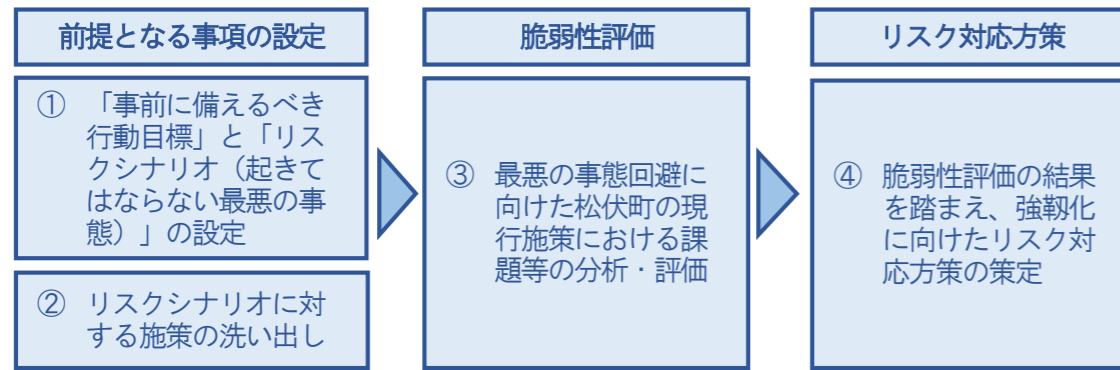 前提となる事項の設定
① 「事前に備えるべき
行動目標」と「リス
クシナリオ（起きて
はならない最悪の事
態）」の設定
② リスクシナリオに対
する施策の洗い出し
脆弱性評価
③ 最悪の事態回避に
向けた松伏町の現
行施策における課
題等の分析・評価
リスク対応方策
④ 脆弱性評価の結果
を踏まえ、強靱化
に向けたリスク対
応方策の策定